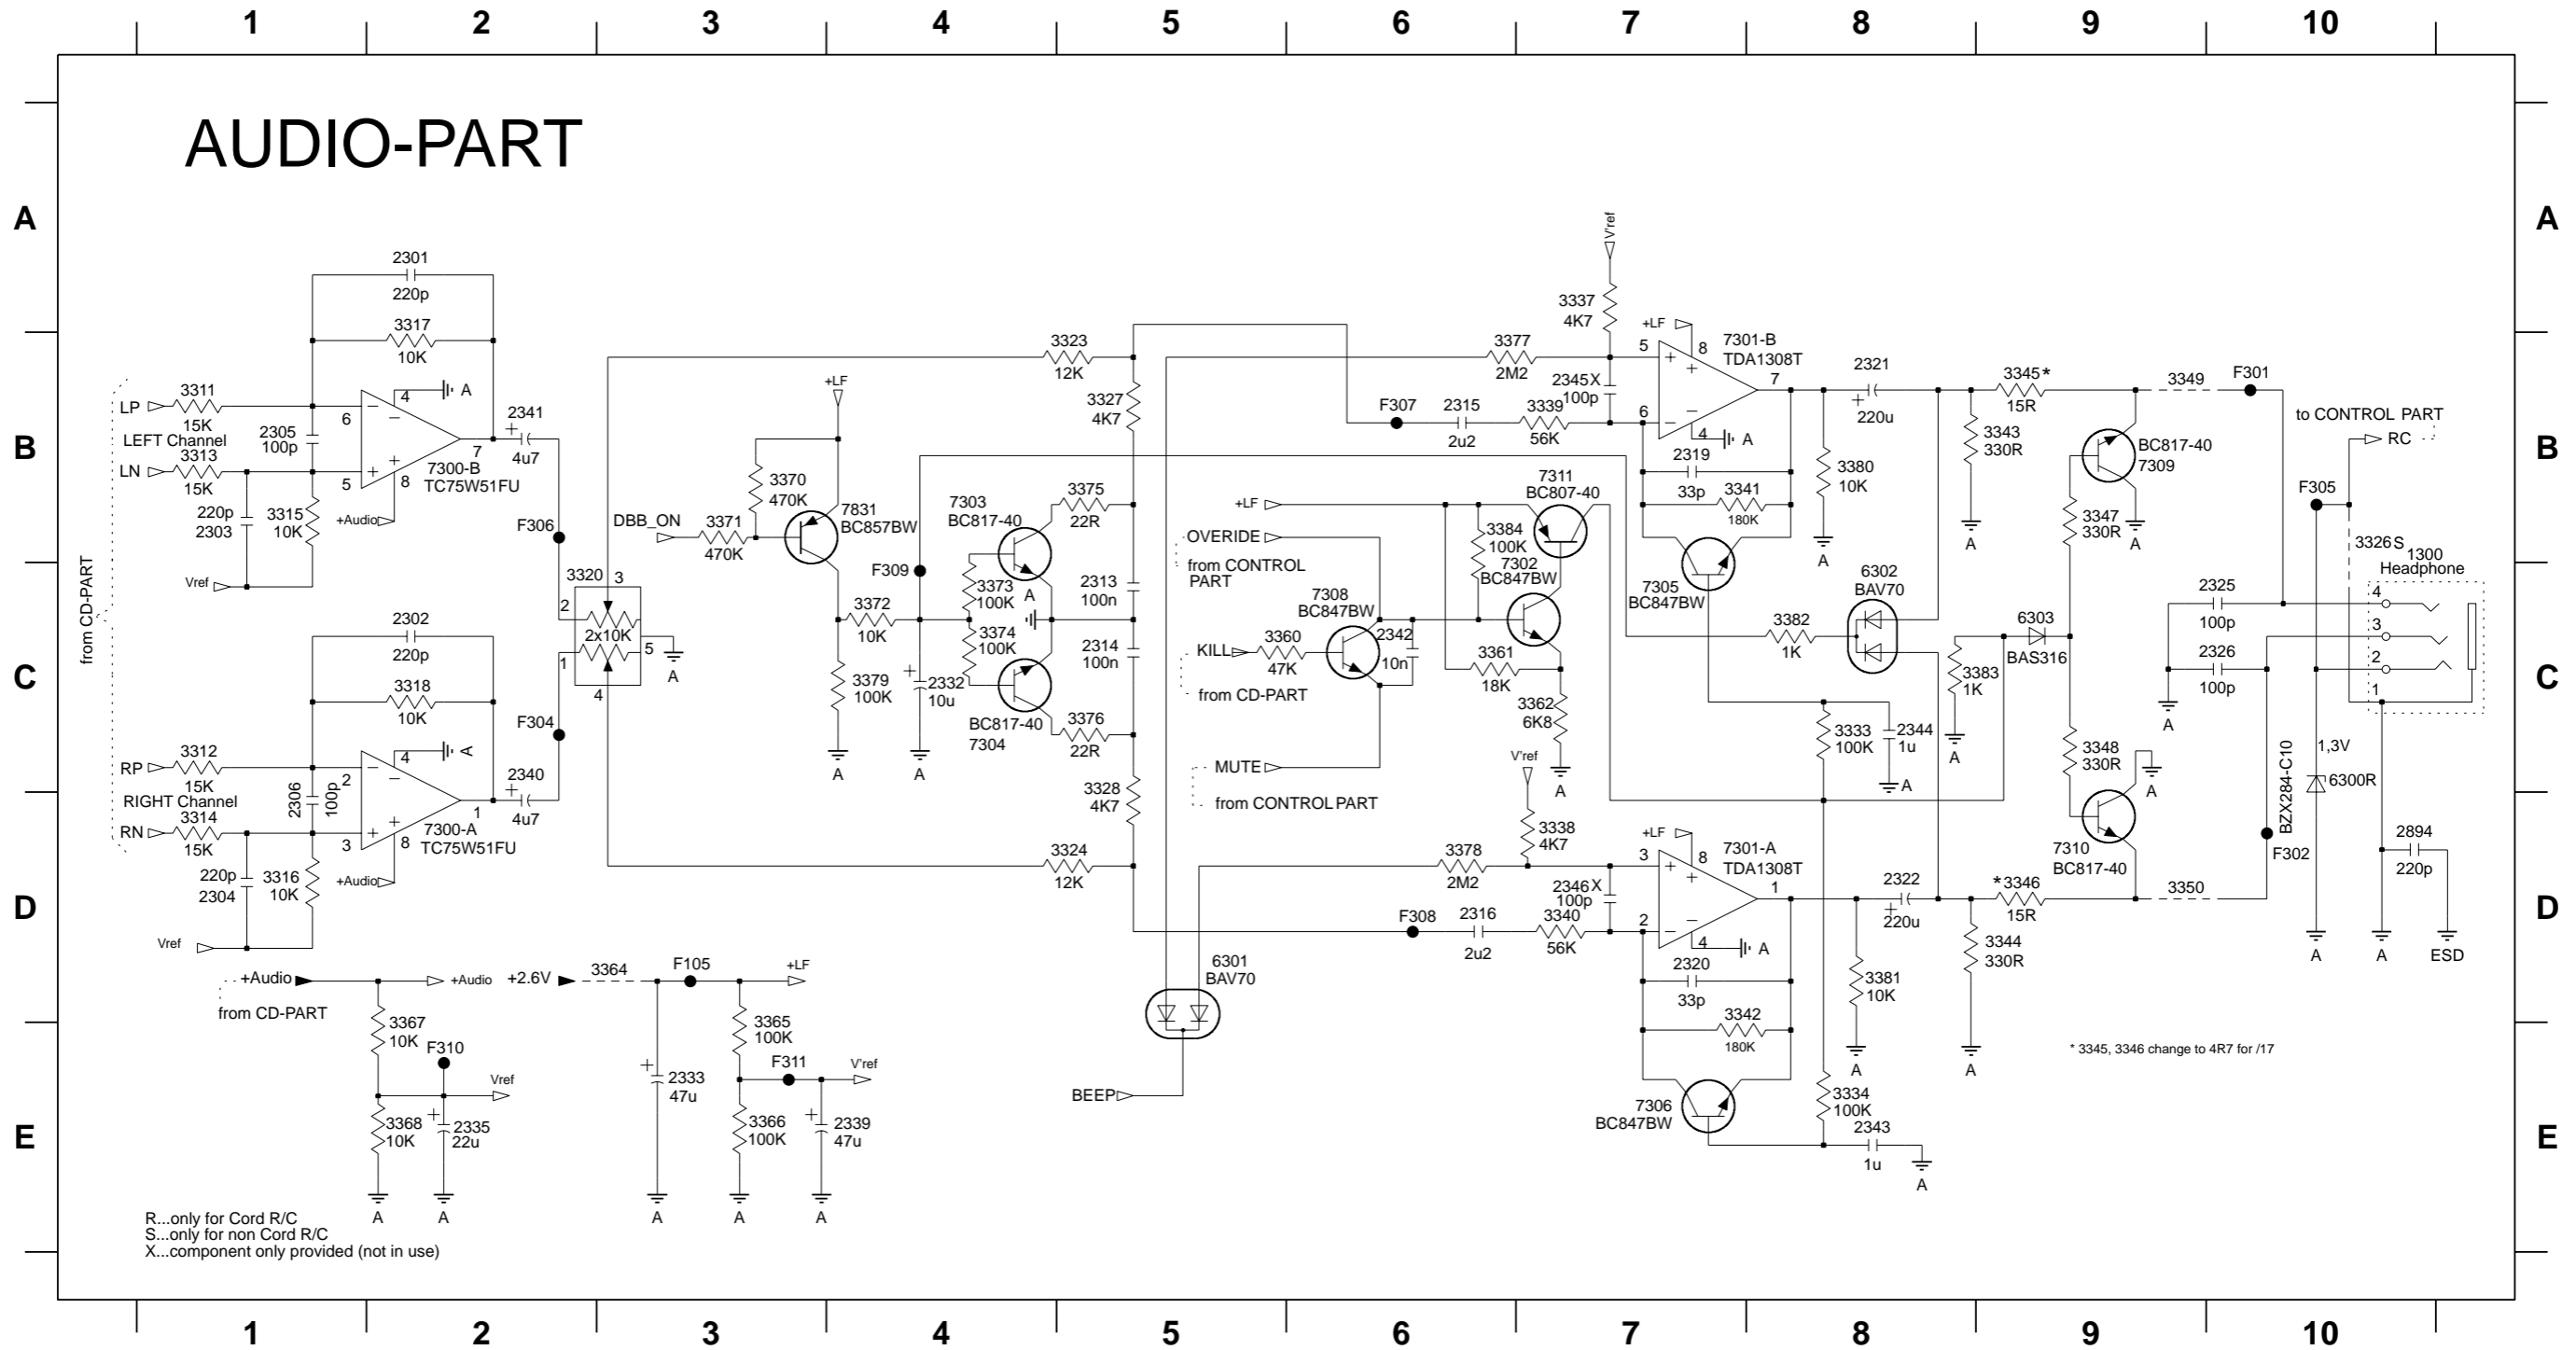 1 2 3 4 5 6 7 8 9 10
AUDIO-PART
A A
V'ref
2301
220p
3317
10K
3337
4K7
+LF
7301-B
TDA1308T
5 8
7
6
4 A
3323
12K
3377
2M2
2345X
100p
2321
220u
3345*
15R
3349
F301
3311
15K
LP
LEFT Channel
3313
LN
15K
2305
100p
6
4 A
5
8
7
7300-B
TC75W51FU
2341
4u7
+LF
3327
4K7
F307
2315
2u2
3339
56K
3343
330R
BC817-40
7309
to CONTROL PART
RC
B B
220p
2303
3315
10K
+Audio
F306
DBB_ON
3371
470K
3370
470K
7831
BC857BW
7303
BC817-40
3375
22R
+LF
7311
BC807-40
2319
33p
3341
180K
3380
10K
A
A
3347
330R
A
F305
3326S
1300
Headphone
from CD-PART
Vref
3320 3
2
2x10K
1
5
4
A
F309
3372
10K
3373
100K
A
3374
100K
2313
100n
2314
100n
OVERIDE
from CONTROL
PART
3384
100K
7302
BC847BW
7308
BC847BW
7305
BC847BW
6302
BAV70
3382
1K
6303
BAS316
2325
100p
2326
100p
A
4
3
2
1
2302
220p
3318
10K
F304
3379
100K
A
2332
10u
A
BC817-40
7304
3376
22R
KILL
from CD-PART
3360
47K
2342
10n
3361
18K
3362
6K8
A
3333
100K
2344
1u
A
3383
1K
A
3348
330R
A
C C
1,3V
6300R
BZX284-C10
3312
RP
15K
RIGHT Channel
3314
RN
15K
2306
100p
2
4 A
3
8
1
7300-A
TC75W51FU
2340
4u7
3328
4K7
MUTE
from CONTROL PART
V'ref
3338
4K7
+LF
7301-A
TDA1308T
3 8
1
2
4 A
7310
BC817-40
F302
2894
220p
220p
2304
3316
10K
+Audio
Vref
3324
12K
3378
2M2
2346X
100p
2322
220u
*3346
15R
3350
F308
2316
2u2
3340
56K
3344
330R
A
D D
A A ESD
+Audio
from CD-PART
+Audio
+2.6V
3364
F105
+LF
6301
BAV70
2320
33p
3342
180K
3381
10K
A
3367
10K
F310
Vref
3368
10K
2335
22u
2333
47u
3365
100K
F311
V'ref
3366
100K
2339
47u
BEEP
7306
BC847BW
3334
100K
2343
1u
A
* 3345, 3346 change to 4R7 for /17
E E
A A A A A
R...only for Cord R/C
S...only for non Cord R/C
X...component only provided (not in use)
1 2 3 4 5 6 7 8 9 10